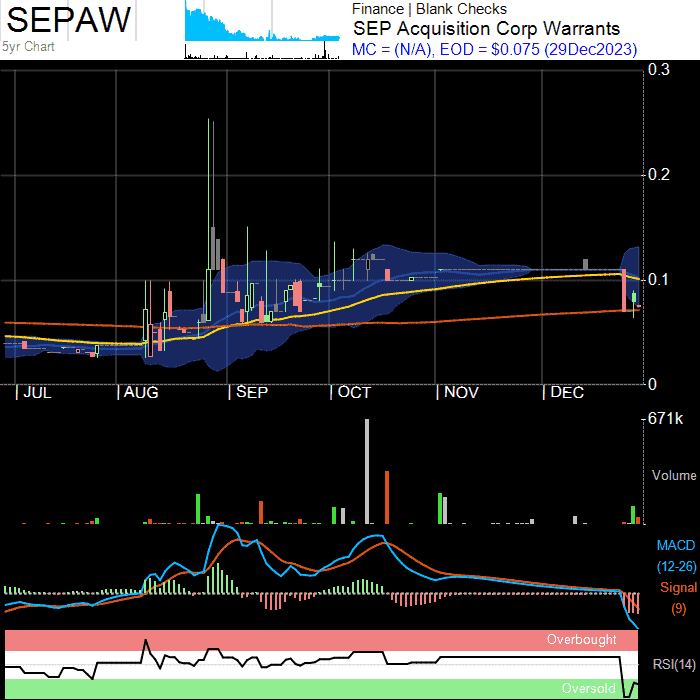 SEPAW
5yr Chart
Finance | Blank Checks
SEP Acquisition Corp Warrants
MC = (N/A), EOD = $0.075 (29Dec2023)
0.3
0.2
0.1
0
JUL AUG SEP OCT NOV DEC
671k
Volume
MACD
(12-26)
Signal
(9)
Overbought
RSI(14)
Oversold